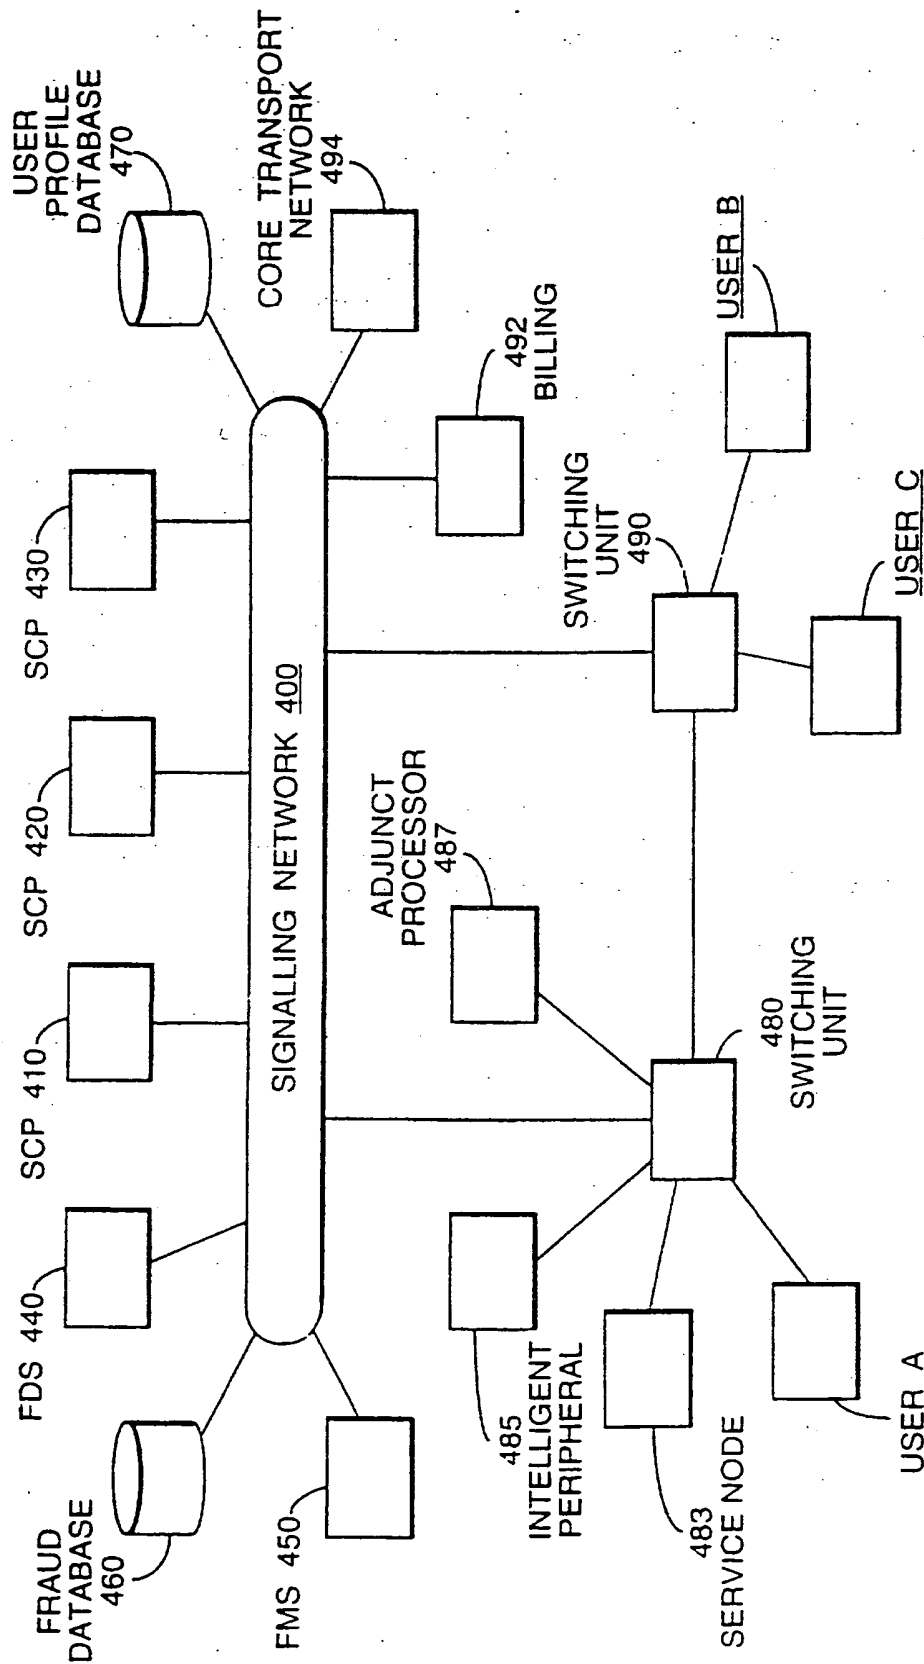 FRAUD
DATABASE
460
FDS 440
SCP 410
SCP 420
SCP 430
USER
PROFILE
DATABASE
470
FMS 450
SIGNALLING NETWORK 400
CORE TRANSPORT
NETWORK
494
485
INTELLIGENT
PERIPHERAL
ADJUNCT
PROCESSOR
487
492
BILLING
483
SERVICE NODE
480
SWITCHING
UNIT
SWITCHING
UNIT
490
USER A
USER C
USER B